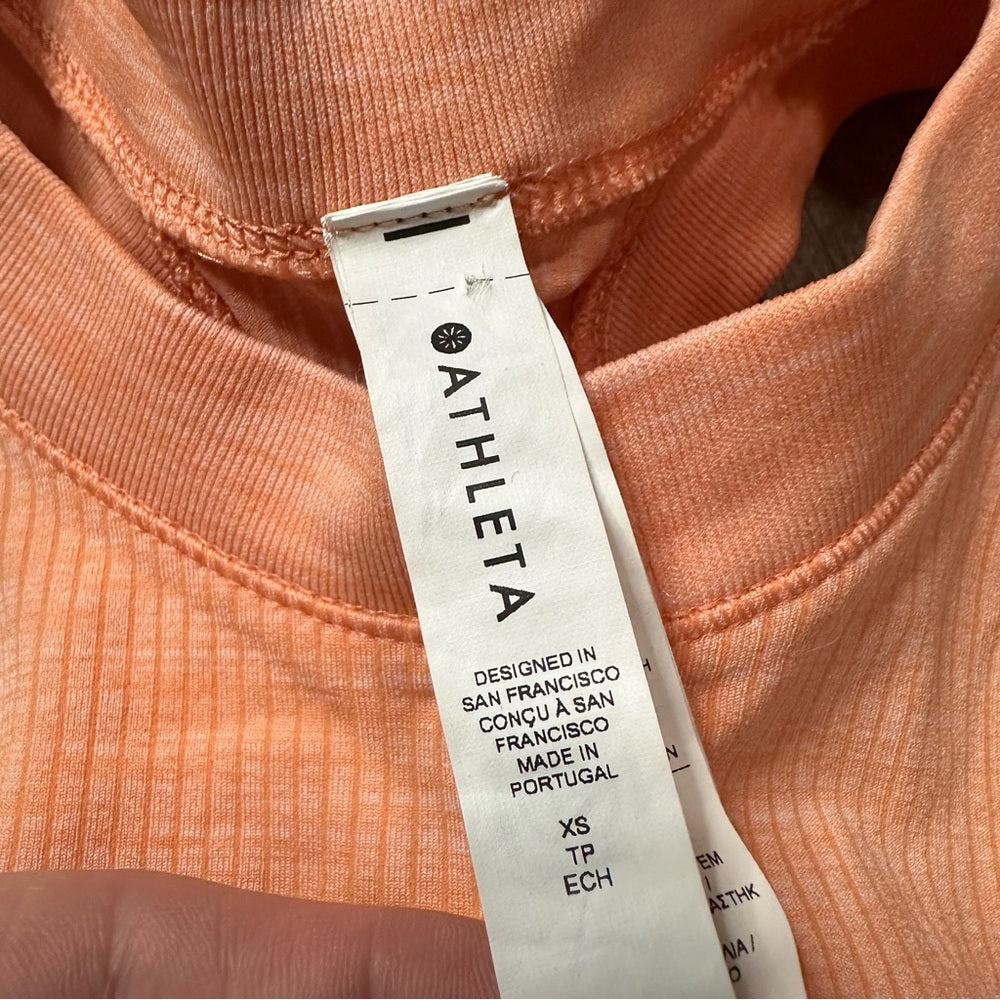 ATHLETA
DESIGNED IN
SAN FRANCISCO
CONÇU À SAN
FRANCISCO
MADE IN
PORTUGAL
XS
TP
ECH